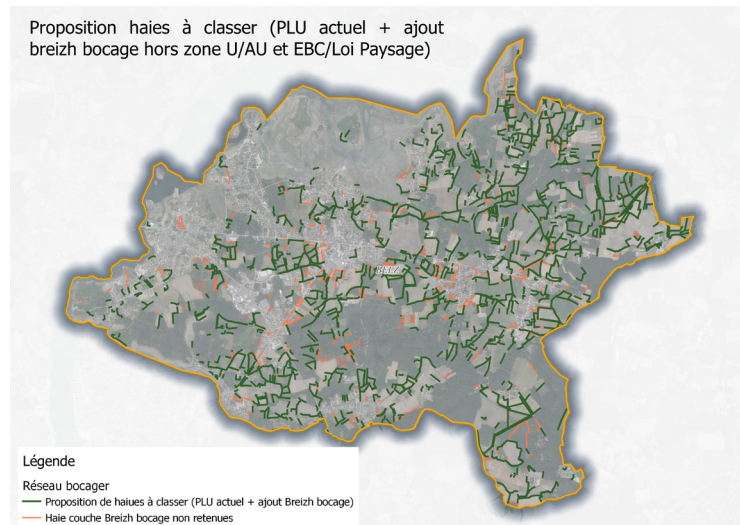 Proposition haies à classer (PLU actuel + ajout
breizh bocage hors zone U/AU et EBC/Loi Paysage)
BELZ
Légende
Réseau bocager
Proposition de haiues à classer (PLU actuel + ajout Breizh bocage)
Haie couche Breizh bocage non retenues